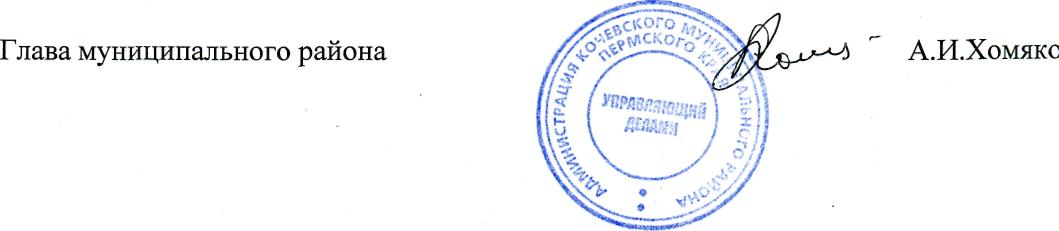 Глава муниципального района А.И.Хомяко
АДМИНИСТРАЦИЯ КОЧЕВСКОГО МУНИЦИПАЛЬНОГО РАЙОНА
ПЕРМСКОГО КРАЯ
УПРАВЛЯЮЩИЙ
ДЕЛАМИ